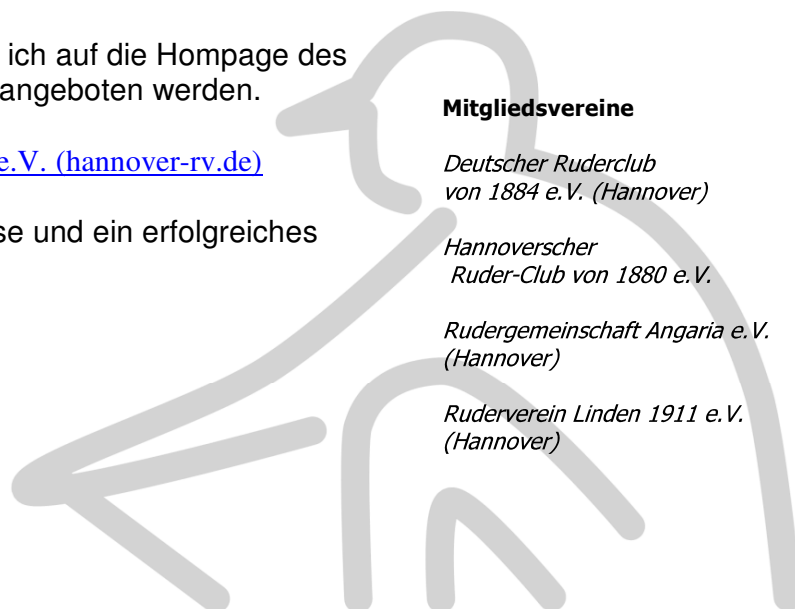 ich auf die Hompage des
angeboten werden.
e.V. (hannover-rv.de)
se und ein erfolgreiches
Mitgliedsvereine
Deutscher Ruderclub
von 1884 e.V. (Hannover)
Hannoverscher
Ruder-Club von 1880 e.V.
Rudergemeinschaft Angaria e.V.
(Hannover)
Ruderverein Linden 1911 e.V.
(Hannover)